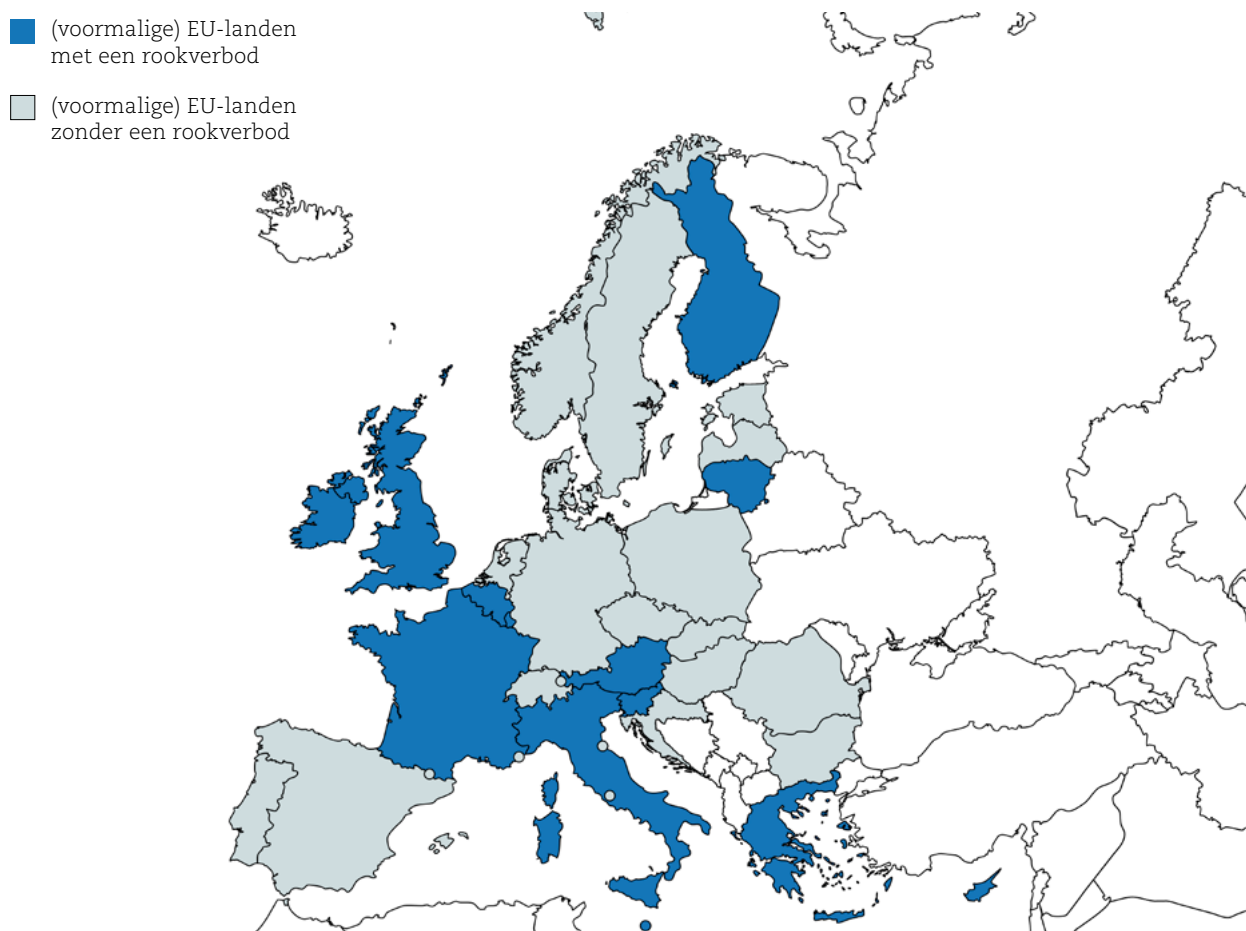 (voormalige) EU-landen
met een rookverbod
(voormalige) EU-landen
zonder een rookverbod